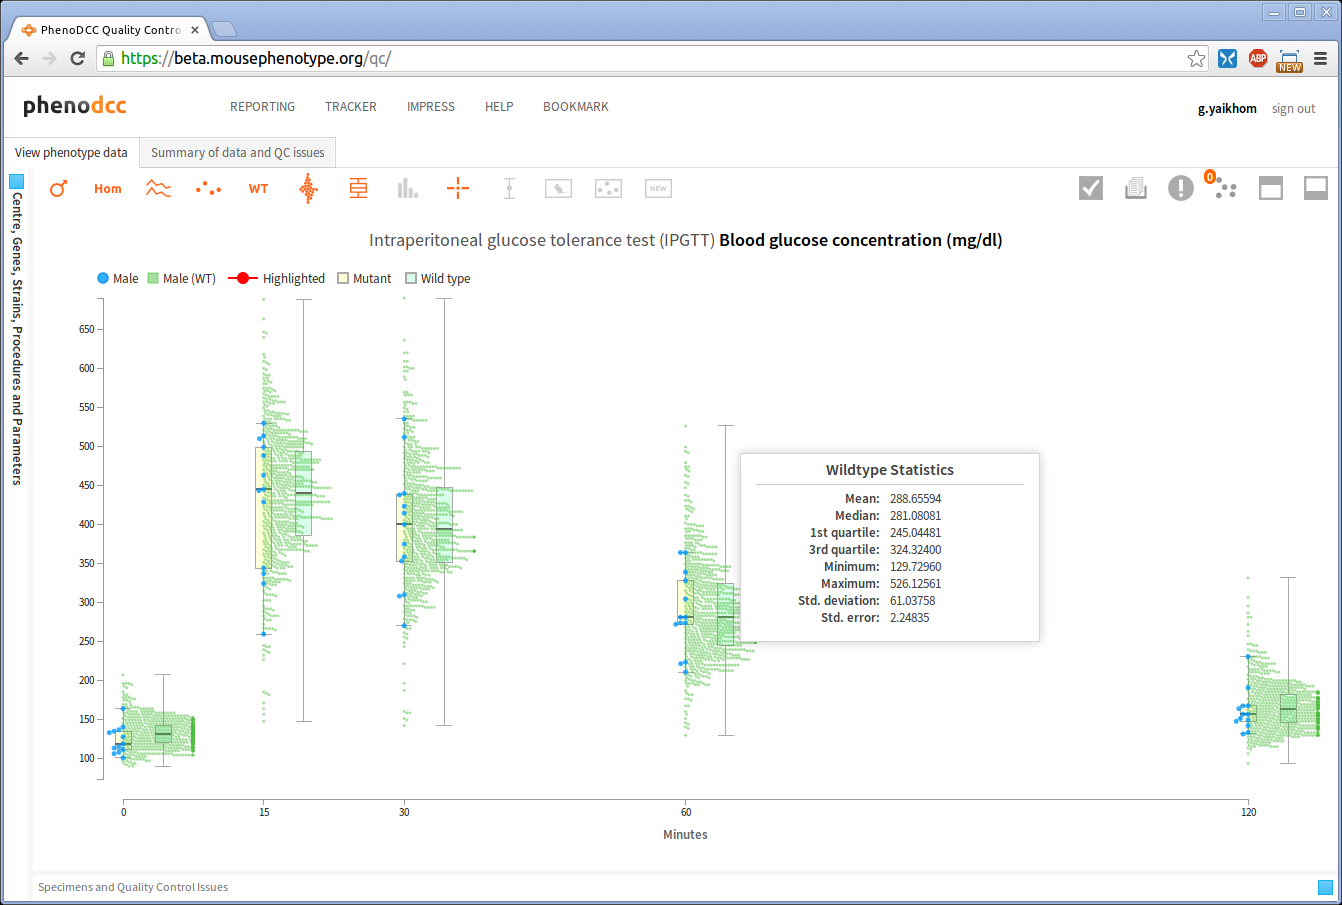 PhenoDCC Quality Contro
https://beta.mousephenotype.org/qc/
ABP
NEW
phenodcc
REPORTING TRACKER IMPRESS HELP BOOKMARK
g.yaikhom sign out
View phenotype data Summary of data and QC issues
Centre, Genes, Strains, Procedures and Parameters
Hom WT NEW 0
Intraperitoneal glucose tolerance test (IPGTT) Blood glucose concentration (mg/dl)
Male Male (WT) Highlighted Mutant Wild type
650
600
550
500
450
400
350
300
250
200
150
100
Wildtype Statistics
Mean: 288.65594
Median: 281.08081
1st quartile: 245.04481
3rd quartile: 324.32400
Minimum: 129.72960
Maximum: 526.12561
Std. deviation: 61.03758
Std. error: 2.24835
0 15 30 60 120
Minutes
Specimens and Quality Control Issues